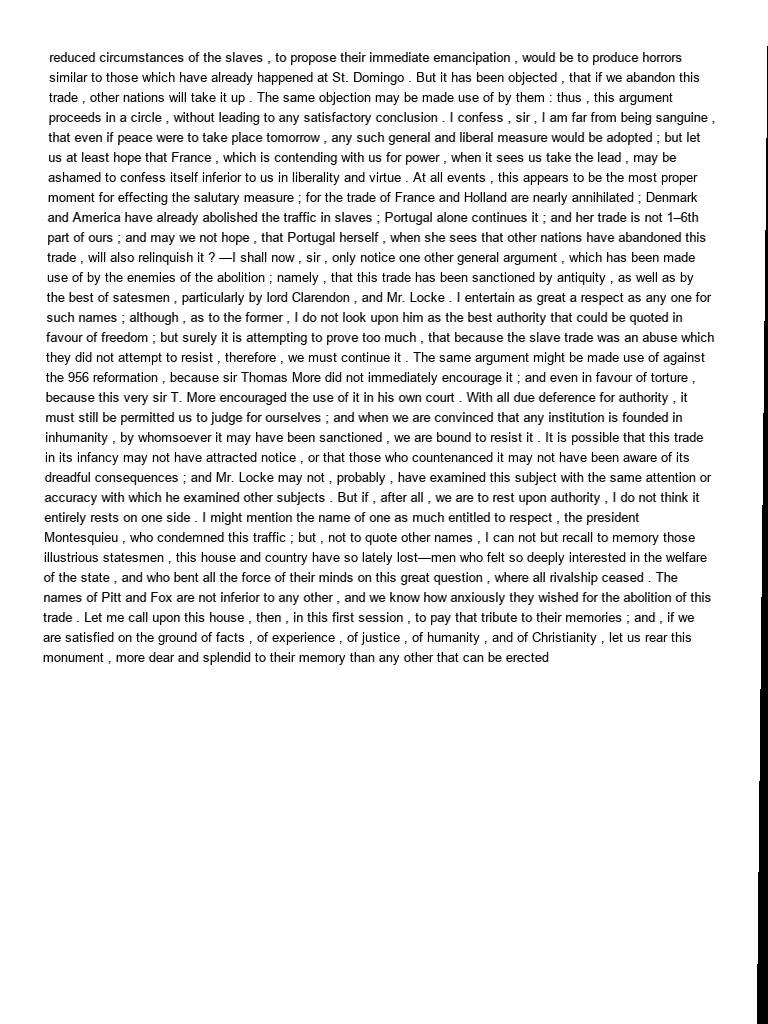 reduced circumstances of the slaves , to propose their immediate emancipation , would be to produce horrors
similar to those which have already happened at St. Domingo . But it has been objected , that if we abandon this
trade , other nations will take it up . The same objection may be made use of by them : thus , this argument
proceeds in a circle , without leading to any satisfactory conclusion . I confess , sir , I am far from being sanguine ,
that even if peace were to take place tomorrow , any such general and liberal measure would be adopted ; but let
us at least hope that France , which is contending with us for power , when it sees us take the lead , may be
ashamed to confess itself inferior to us in liberality and virtue . At all events , this appears to be the most proper
moment for effecting the salutary measure ; for the trade of France and Holland are nearly annihilated ; Denmark
and America have already abolished the traffic in slaves ; Portugal alone continues it ; and her trade is not 1–6th
part of ours ; and may we not hope , that Portugal herself , when she sees that other nations have abandoned this
trade , will also relinquish it ? —I shall now , sir , only notice one other general argument , which has been made
use of by the enemies of the abolition ; namely , that this trade has been sanctioned by antiquity , as well as by
the best of satesmen , particularly by lord Clarendon , and Mr. Locke . I entertain as great a respect as any one for
such names ; although , as to the former , I do not look upon him as the best authority that could be quoted in
favour of freedom ; but surely it is attempting to prove too much , that because the slave trade was an abuse which
they did not attempt to resist , therefore , we must continue it . The same argument might be made use of against
the 956 reformation , because sir Thomas More did not immediately encourage it ; and even in favour of torture ,
because this very sir T. More encouraged the use of it in his own court . With all due deference for authority , it
must still be permitted us to judge for ourselves ; and when we are convinced that any institution is founded in
inhumanity , by whomsoever it may have been sanctioned , we are bound to resist it . It is possible that this trade
in its infancy may not have attracted notice , or that those who countenanced it may not have been aware of its
dreadful consequences ; and Mr. Locke may not , probably , have examined this subject with the same attention or
accuracy with which he examined other subjects . But if , after all , we are to rest upon authority , I do not think it
entirely rests on one side . I might mention the name of one as much entitled to respect , the president
Montesquieu , who condemned this traffic ; but , not to quote other names , I can not but recall to memory those
illustrious statesmen , this house and country have so lately lost—men who felt so deeply interested in the welfare
of the state , and who bent all the force of their minds on this great question , where all rivalship ceased . The
names of Pitt and Fox are not inferior to any other , and we know how anxiously they wished for the abolition of this
trade . Let me call upon this house , then , in this first session , to pay that tribute to their memories ; and , if we
are satisfied on the ground of facts , of experience , of justice , of humanity , and of Christianity , let us rear this
monument , more dear and splendid to their memory than any other that can be erected